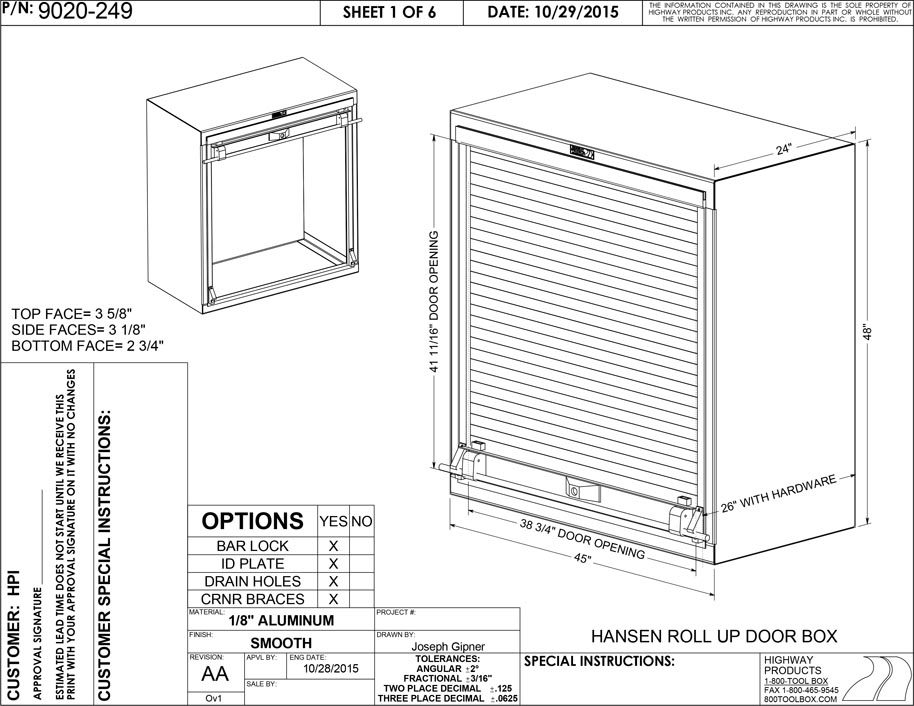 P/N: 9020-249
SHEET 1 OF 6
DATE: 10/29/2015
THE INFORMATION CONTAINED IN THIS DRAWING IS THE SOLE PROPERTY OF
HIGHWAY PRODUCTS INC. ANY REPRODUCTION IN PART OR WHOLE WITHOUT
THE WRITTEN PERMISSION OF HIGHWAY PRODUCTS INC. IS PROHIBITED.
24"
41 11/16" DOOR OPENING
48"
26" WITH HARDWARE
38 3/4" DOOR OPENING
45"
TOP FACE= 3 5/8"
SIDE FACES= 3 1/8"
BOTTOM FACE= 2 3/4"
CUSTOMER: HPI
APPROVAL SIGNATURE
ESTIMATED LEAD TIME DOES NOT START UNTIL WE RECEIVE THIS
PRINT WITH YOUR APPROVAL SIGNATURE ON IT WITH NO CHANGES
CUSTOMER SPECIAL INSTRUCTIONS:
OPTIONS YES NO
BAR LOCK X
ID PLATE X
DRAIN HOLES X
CRNR BRACES X
MATERIAL:
1/8" ALUMINUM
PROJECT #:
FINISH:
SMOOTH
DRAWN BY:
Joseph Gipner
REVISION:
AA
Ov1
APVL BY:
ENG DATE:
10/28/2015
SALE BY:
TOLERANCES:
ANGULAR ±2°
FRACTIONAL ±3/16"
TWO PLACE DECIMAL ±.125
THREE PLACE DECIMAL ±.0625
HANSEN ROLL UP DOOR BOX
SPECIAL INSTRUCTIONS:
HIGHWAY
PRODUCTS
1-800-TOOL BOX
FAX 1-800-465-9545
800TOOLBOX.COM